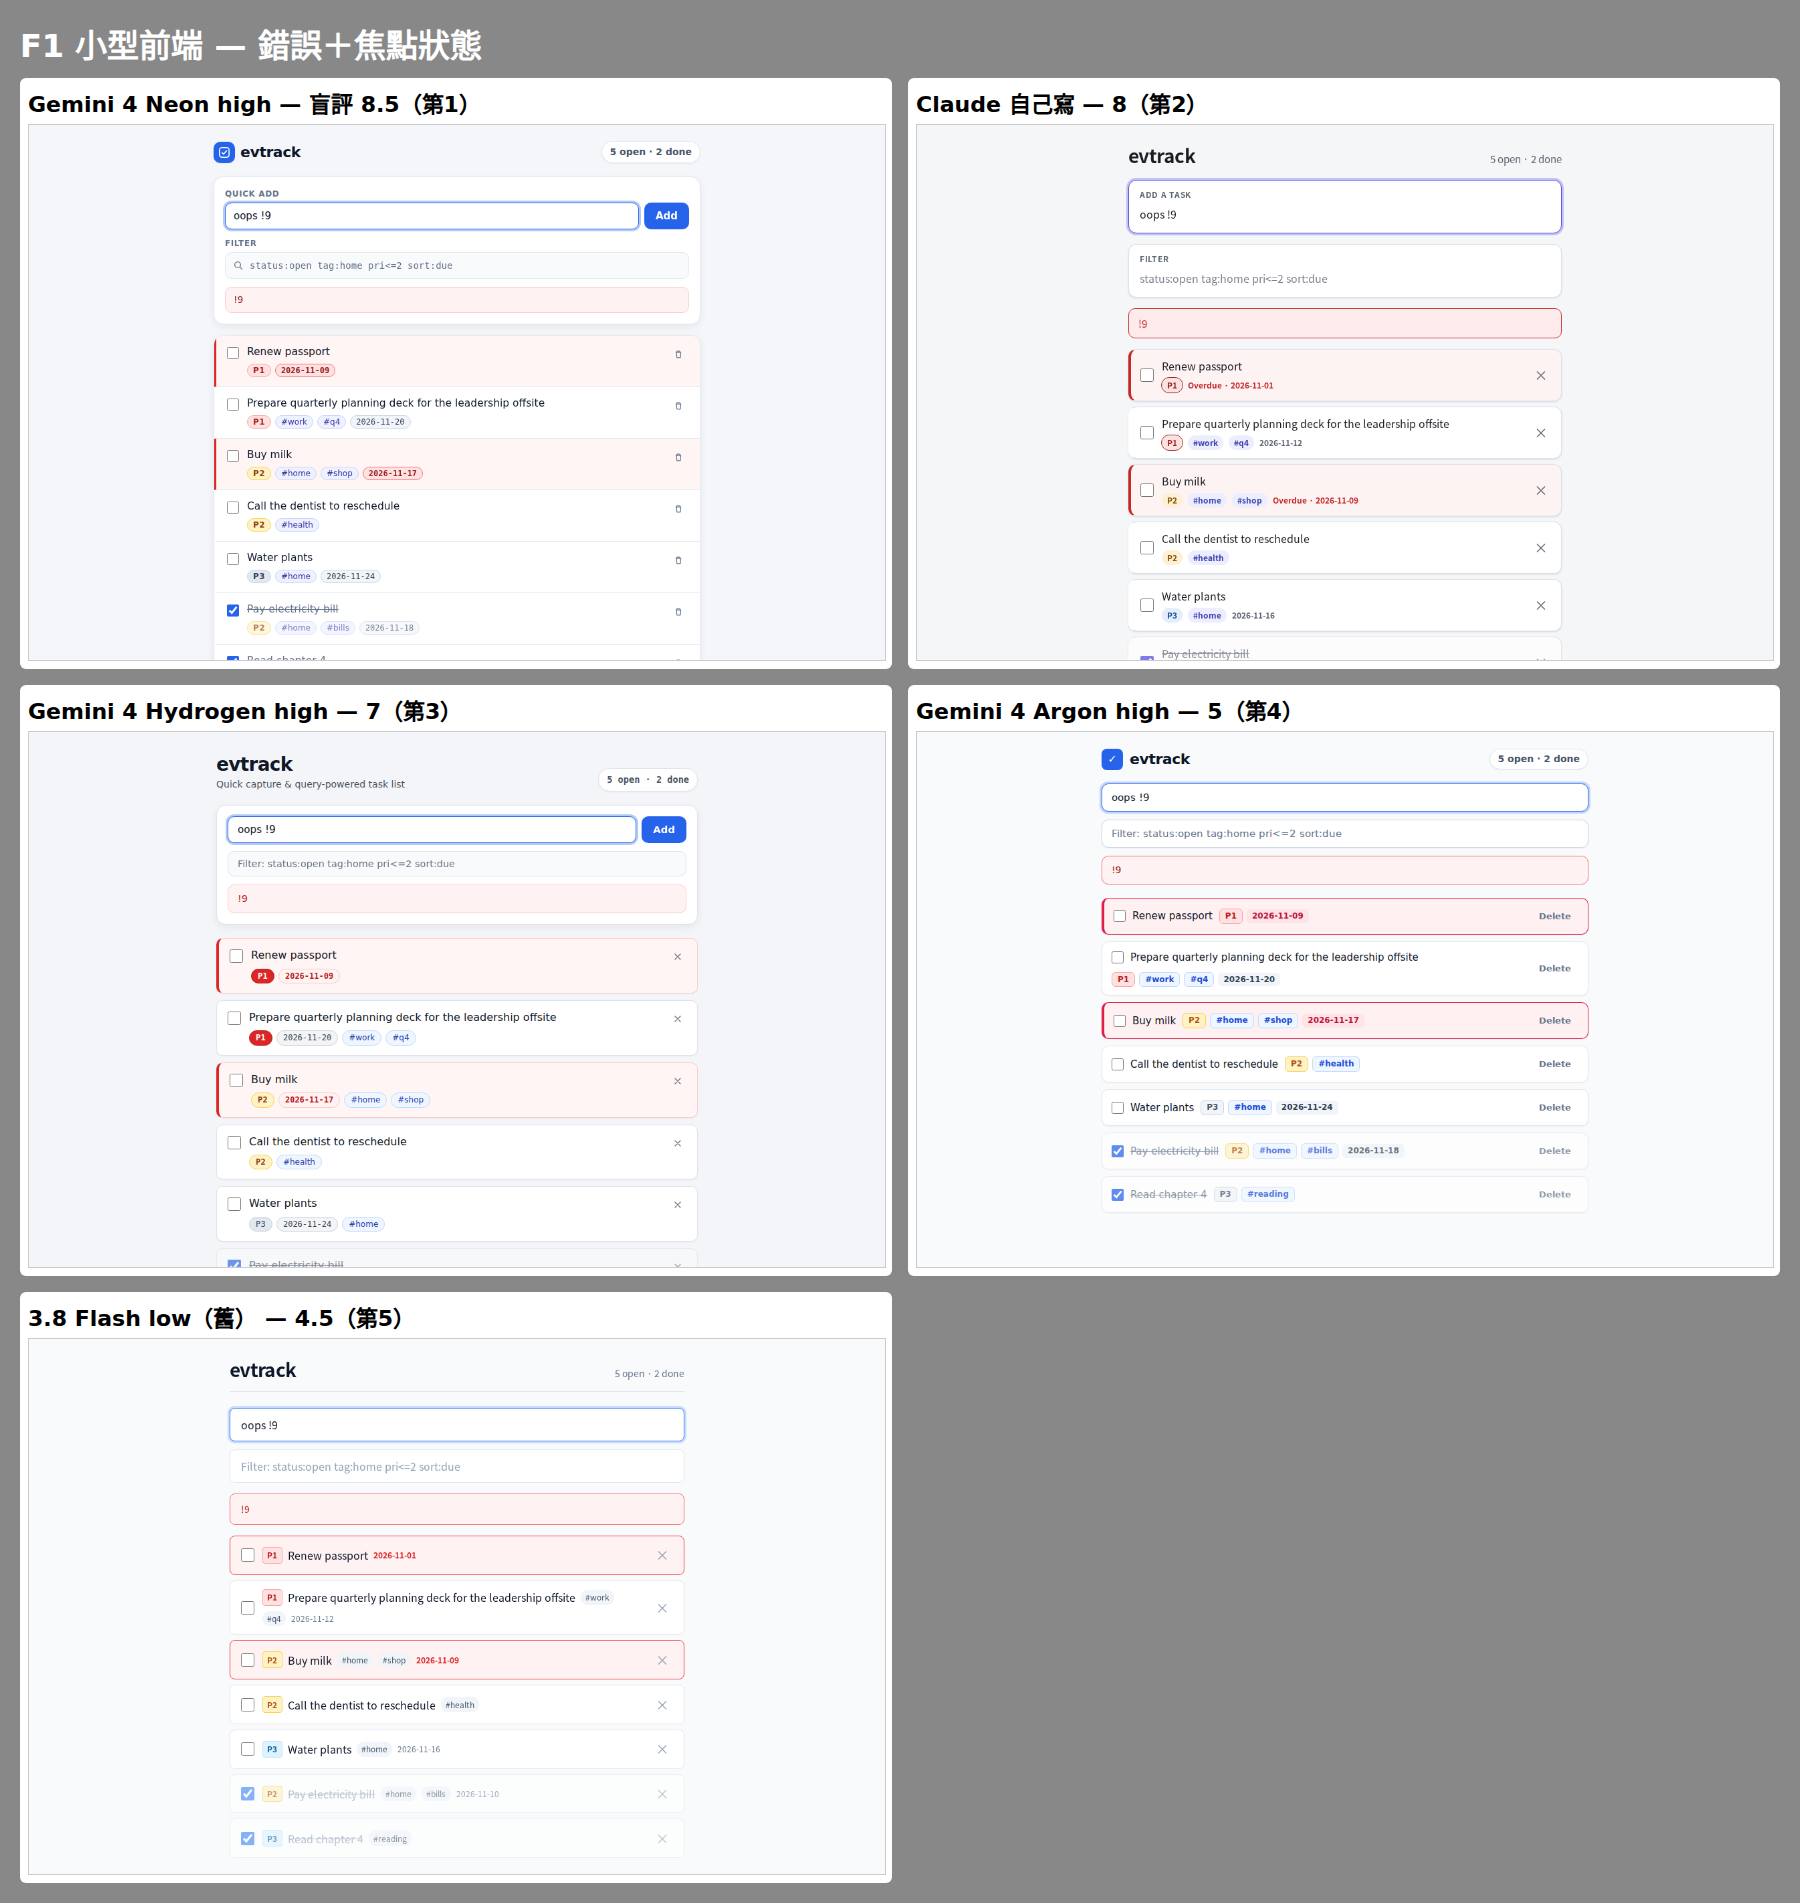 F1 小型前端 — 錯誤＋焦點狀態
Gemini 4 Neon high — 盲評 8.5（第1）
evtrack
5 open · 2 done
QUICK ADD
oops !9
Add
FILTER
status:open tag:home pri<=2 sort:due
!9
Renew passport
P1 2026-11-09
Prepare quarterly planning deck for the leadership offsite
P1 #work #q4 2026-11-20
Buy milk
P2 #home #shop 2026-11-17
Call the dentist to reschedule
P2 #health
Water plants
P3 #home 2026-11-24
Pay electricity bill
P2 #home #bills 2026-11-18
Read chapter 4
Claude 自己寫 — 8（第2）
evtrack
5 open · 2 done
ADD A TASK
oops !9
FILTER
status:open tag:home pri<=2 sort:due
!9
Renew passport
P1 Overdue · 2026-11-01
Prepare quarterly planning deck for the leadership offsite
P1 #work #q4 2026-11-12
Buy milk
P2 #home #shop Overdue · 2026-11-09
Call the dentist to reschedule
P2 #health
Water plants
P3 #home 2026-11-16
Pay electricity bill
Gemini 4 Hydrogen high — 7（第3）
evtrack
Quick capture & query-powered task list
5 open · 2 done
oops !9
Add
Filter: status:open tag:home pri<=2 sort:due
!9
Renew passport
P1 2026-11-09
Prepare quarterly planning deck for the leadership offsite
P1 2026-11-20 #work #q4
Buy milk
P2 2026-11-17 #home #shop
Call the dentist to reschedule
P2 #health
Water plants
P3 2026-11-24 #home
Pay electricity bill
Gemini 4 Argon high — 5（第4）
✓ evtrack
5 open · 2 done
oops !9
Filter: status:open tag:home pri<=2 sort:due
!9
Renew passport P1 2026-11-09 Delete
Prepare quarterly planning deck for the leadership offsite
P1 #work #q4 2026-11-20 Delete
Buy milk P2 #home #shop 2026-11-17 Delete
Call the dentist to reschedule P2 #health Delete
Water plants P3 #home 2026-11-24 Delete
Pay electricity bill P2 #home #bills 2026-11-18 Delete
Read chapter 4 P3 #reading Delete
3.8 Flash low（舊） — 4.5（第5）
evtrack
5 open · 2 done
oops !9
Filter: status:open tag:home pri<=2 sort:due
!9
P1 Renew passport 2026-11-01
P1 Prepare quarterly planning deck for the leadership offsite #work
#q4 2026-11-12
P2 Buy milk #home #shop 2026-11-09
P2 Call the dentist to reschedule #health
P3 Water plants #home 2026-11-16
P2 Pay electricity bill #home #bills 2026-11-10
P3 Read chapter 4 #reading